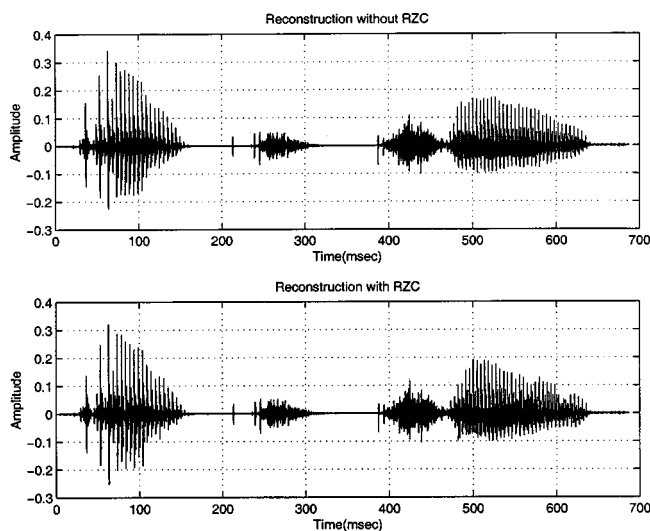 Reconstruction without RZC
0.4
0.3
0.2
0.1
0
−0.1
−0.2
−0.3
Amplitude
0 100 200 300 400 500 600 700
Time(msec)
Reconstruction with RZC
0.4
0.3
0.2
0.1
0
−0.1
−0.2
−0.3
Amplitude
0 100 200 300 400 500 600 700
Time(msec)